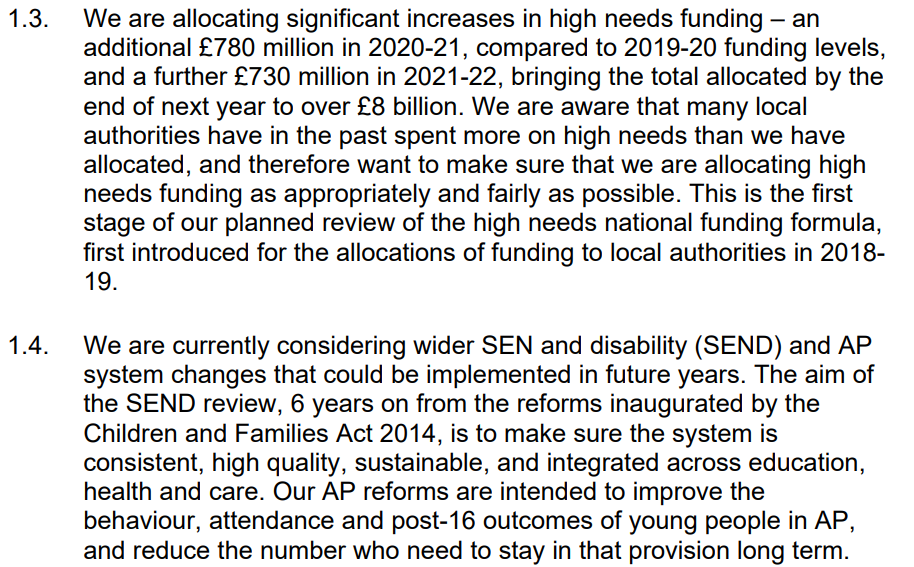 1.3. We are allocating significant increases in high needs funding – an
additional £780 million in 2020-21, compared to 2019-20 funding levels,
and a further £730 million in 2021-22, bringing the total allocated by the
end of next year to over £8 billion. We are aware that many local
authorities have in the past spent more on high needs than we have
allocated, and therefore want to make sure that we are allocating high
needs funding as appropriately and fairly as possible. This is the first
stage of our planned review of the high needs national funding formula,
first introduced for the allocations of funding to local authorities in 2018-
19.
1.4. We are currently considering wider SEN and disability (SEND) and AP
system changes that could be implemented in future years. The aim of
the SEND review, 6 years on from the reforms inaugurated by the
Children and Families Act 2014, is to make sure the system is
consistent, high quality, sustainable, and integrated across education,
health and care. Our AP reforms are intended to improve the
behaviour, attendance and post-16 outcomes of young people in AP,
and reduce the number who need to stay in that provision long term.